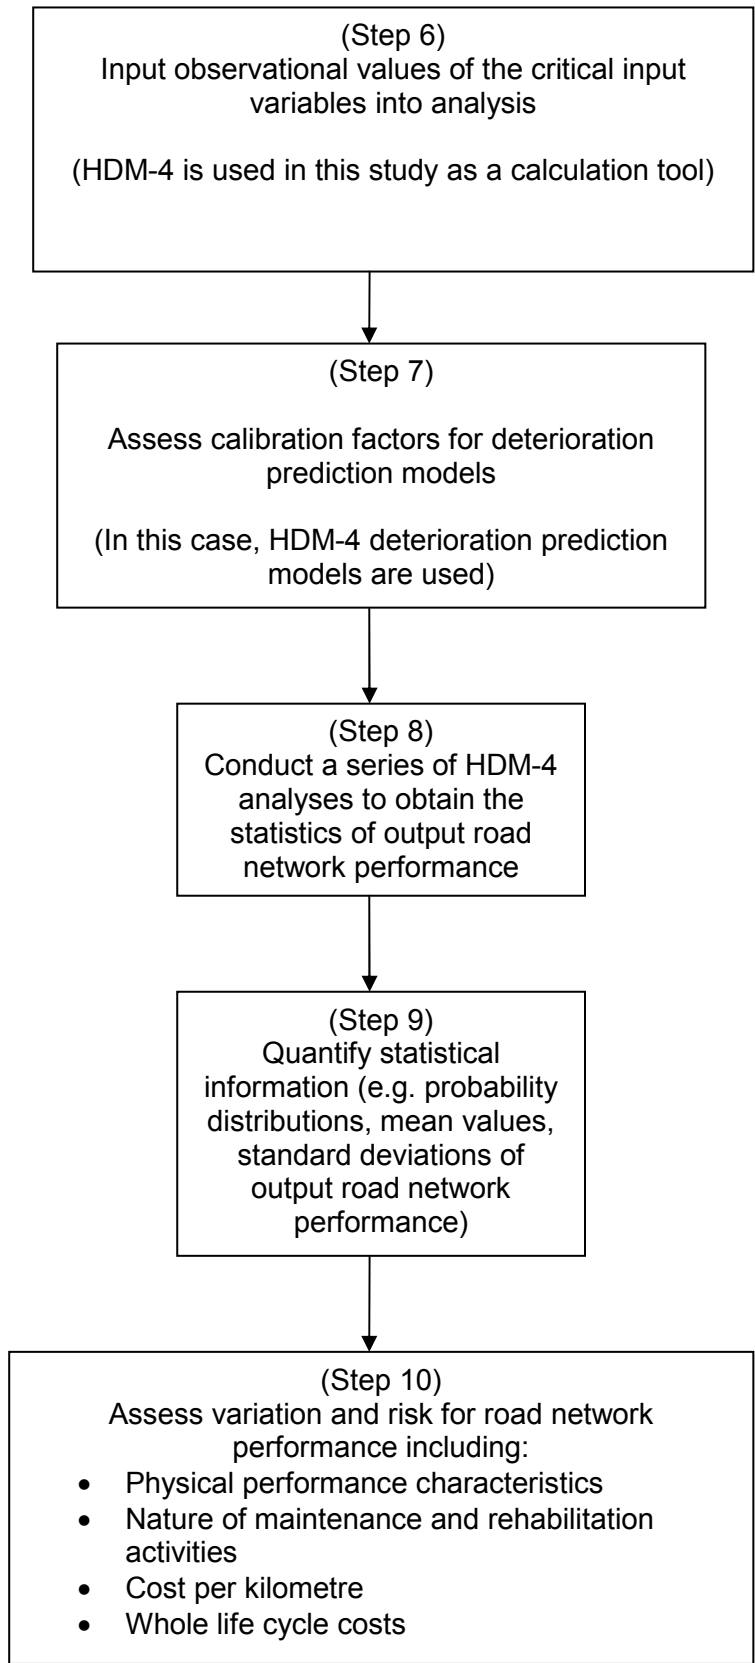 (Step 6)
Input observational values of the critical input
variables into analysis
(HDM-4 is used in this study as a calculation tool)
(Step 7)
Assess calibration factors for deterioration
prediction models
(In this case, HDM-4 deterioration prediction
models are used)
(Step 8)
Conduct a series of HDM-4
analyses to obtain the
statistics of output road
network performance
(Step 9)
Quantify statistical
information (e.g. probability
distributions, mean values,
standard deviations of
output road network
performance)
(Step 10)
Assess variation and risk for road network
performance including:
• Physical performance characteristics
• Nature of maintenance and rehabilitation
activities
• Cost per kilometre
• Whole life cycle costs